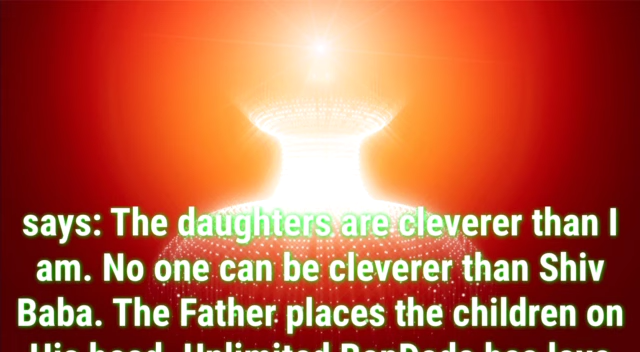 says: The daughters are cleverer than I
am. No one can be cleverer than Shiv
Baba. The Father places the children on
His head. Unlimited BapDada has love